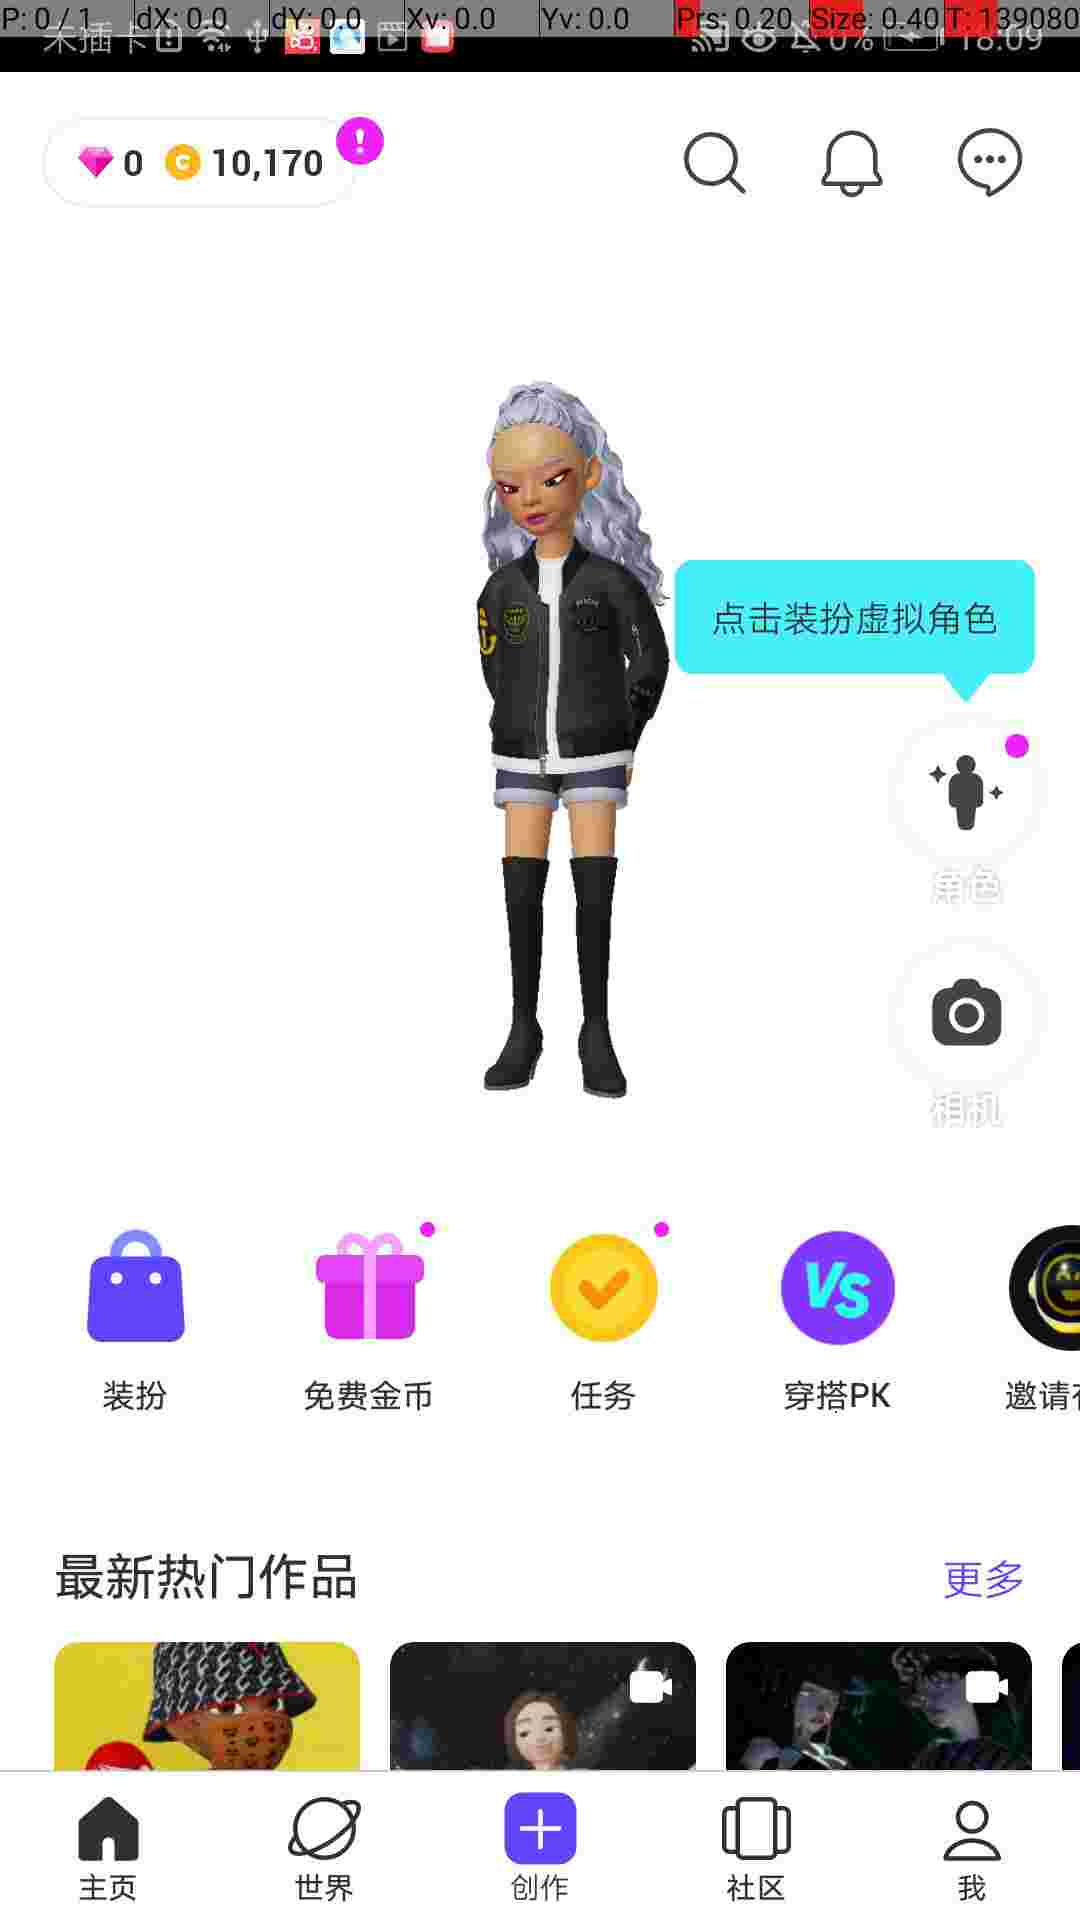 P: 0 / 1 dX: 0.0 dY: 0.0 Xv: 0.0 Yv: 0.0 Prs: 0.20 Size: 0.40 T: 139080
未插卡 0% 18:09
0 10,170
点击装扮虚拟角色
角色
相机
VS
装扮 免费金币 任务 穿搭PK 邀请
最新热门作品 更多
主页 世界 创作 社区 我